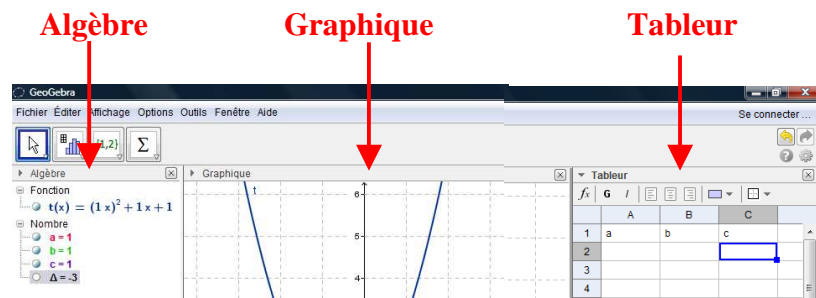 Algèbre Graphique Tableur
GeoGebra
Fichier Éditer Affichage Options Outils Fenêtre Aide Se connecter ...
{1,2} Σ
Algèbre Graphique Tableur
Fonction
t(x) = (1 x)² + 1 x + 1
Nombre
a = 1
b = 1
c = 1
Δ = -3
t
6
5
4
fx G I
A B C
1 a b c
2
3
4